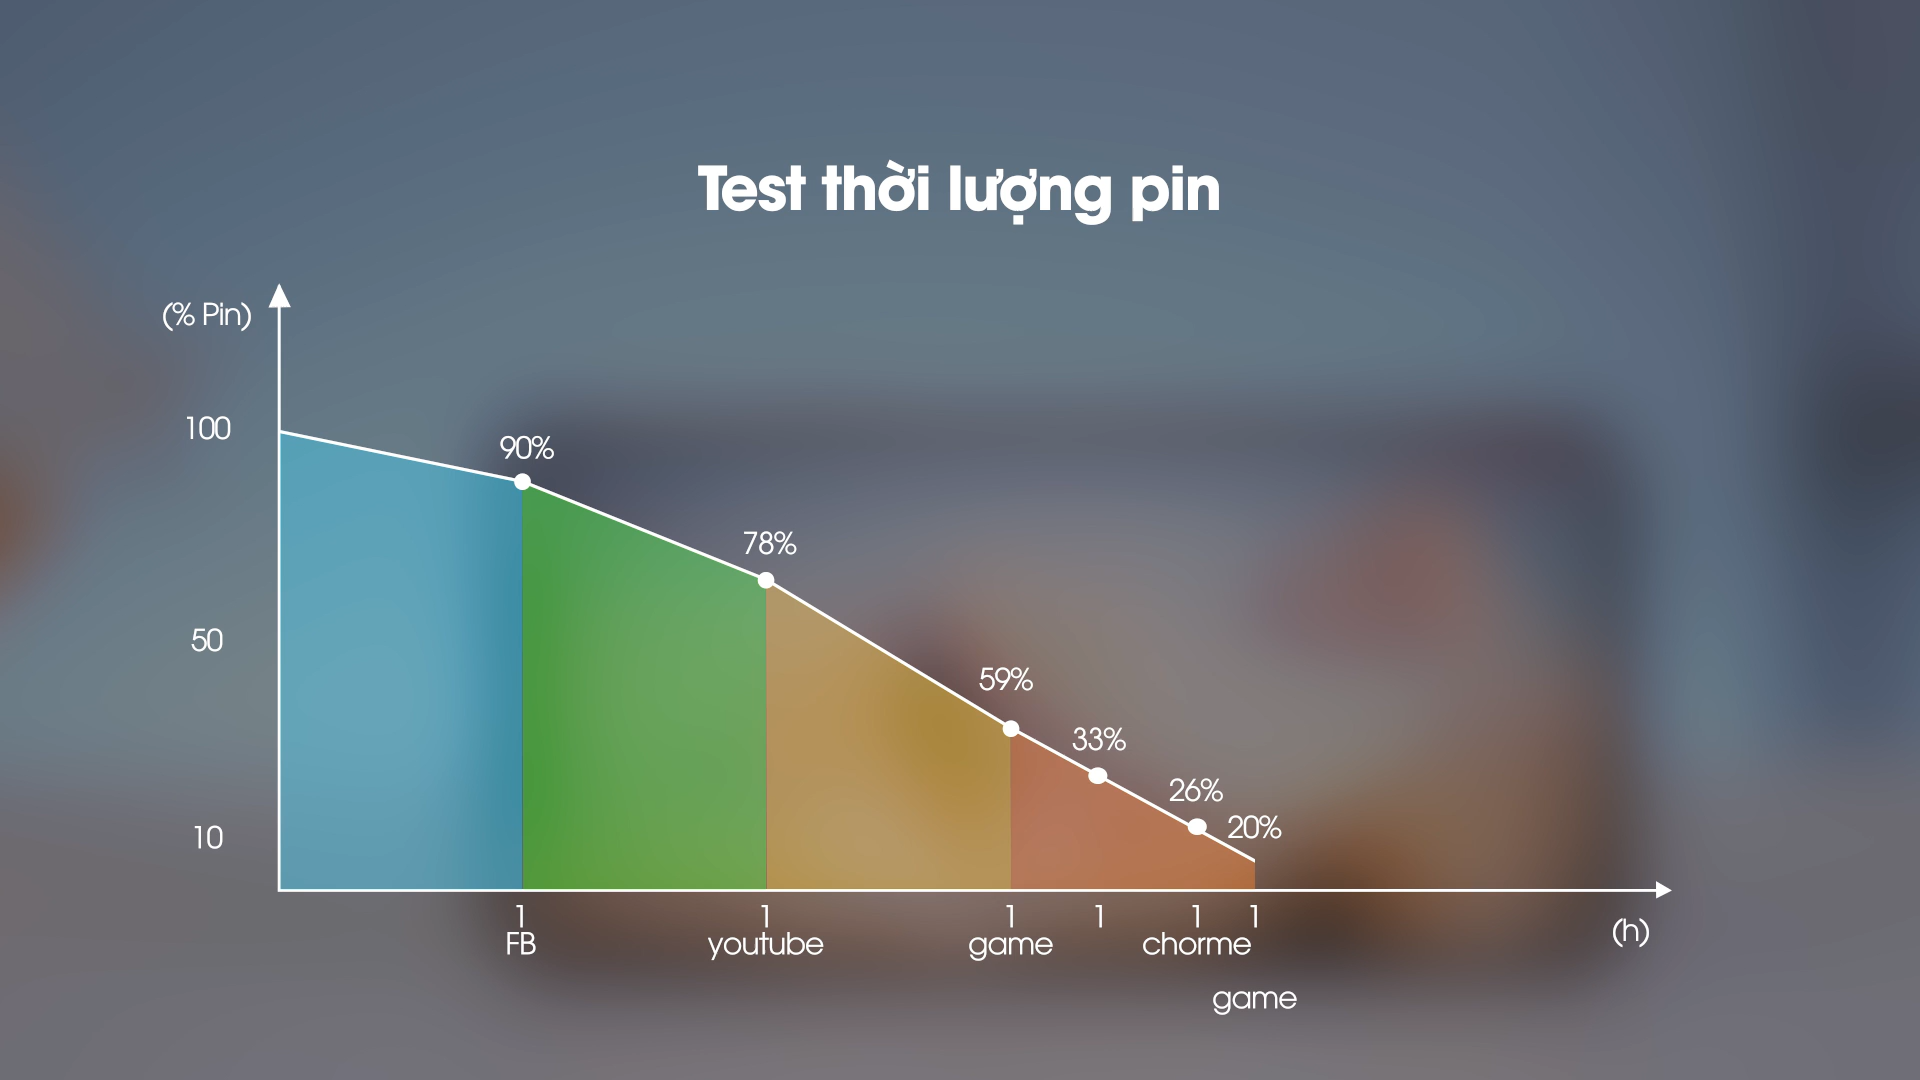 Test thời lượng pin
(% Pin)
100
90%
78%
50
59%
33%
26%
20%
10
1 1 1 1 1 1
FB youtube game chorme (h)
game